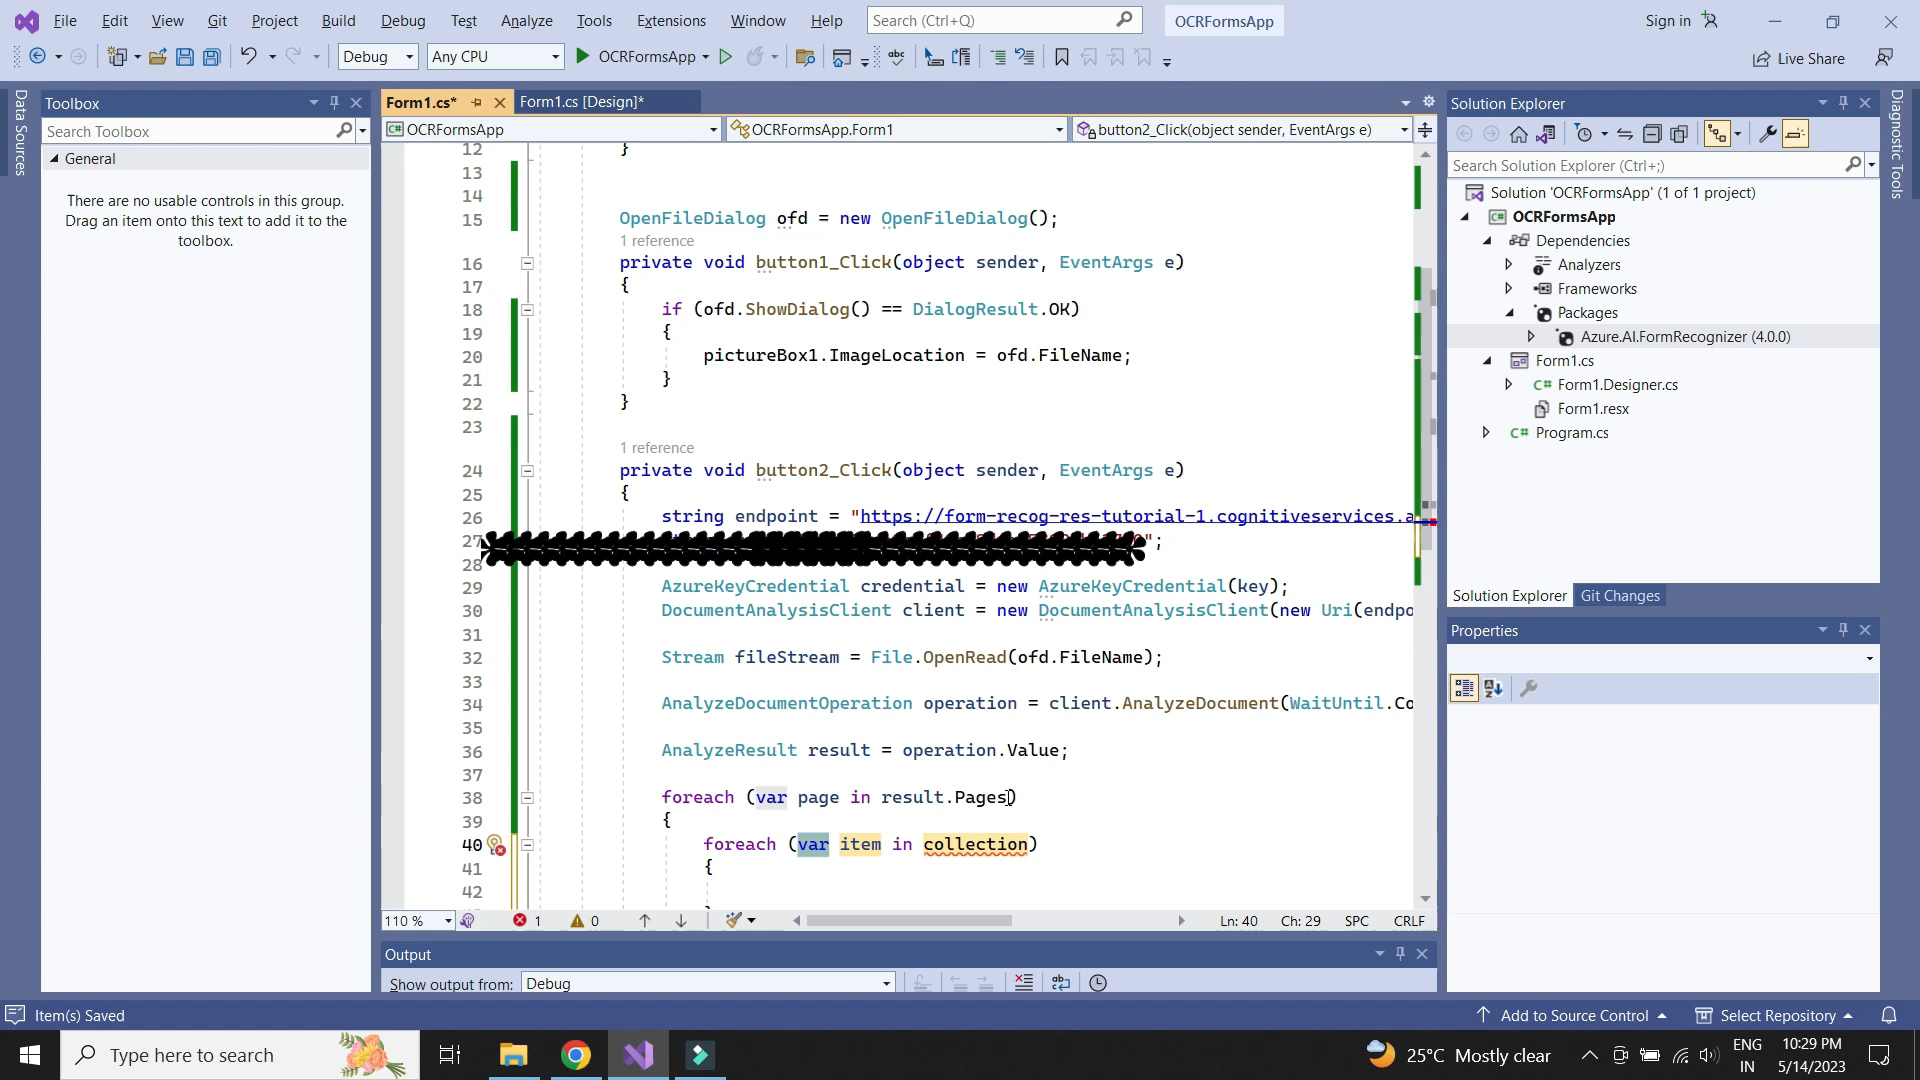 File Edit View Git Project Build Debug Test Analyze Tools Extensions Window Help Search (Ctrl+Q) OCRFormsApp Sign in
Debug Any CPU OCRFormsApp Live Share
Data Sources
Toolbox
Search Toolbox
General
There are no usable controls in this group.
Drag an item onto this text to add it to the
toolbox.
Form1.cs* Form1.cs [Design]*
OCRFormsApp OCRFormsApp.Form1 button2_Click(object sender, EventArgs e)
12 }
13
14
15 OpenFileDialog ofd = new OpenFileDialog();
1 reference
16 private void button1_Click(object sender, EventArgs e)
17 {
18 if (ofd.ShowDialog() == DialogResult.OK)
19 {
20 pictureBox1.ImageLocation = ofd.FileName;
21 }
22 }
23
1 reference
24 private void button2_Click(object sender, EventArgs e)
25 {
26 string endpoint = "https://form-recog-res-tutorial-1.cognitiveservices.a
27 ";
28
29 AzureKeyCredential credential = new AzureKeyCredential(key);
30 DocumentAnalysisClient client = new DocumentAnalysisClient(new Uri(endpo
31
32 Stream fileStream = File.OpenRead(ofd.FileName);
33
34 AnalyzeDocumentOperation operation = client.AnalyzeDocument(WaitUntil.Co
35
36 AnalyzeResult result = operation.Value;
37
38 foreach (var page in result.Pages)
39 {
40 foreach (var item in collection)
41 {
42
110 % 1 0 Ln: 40 Ch: 29 SPC CRLF
Output
Show output from: Debug
Solution Explorer
Search Solution Explorer (Ctrl+;)
Solution 'OCRFormsApp' (1 of 1 project)
OCRFormsApp
Dependencies
Analyzers
Frameworks
Packages
Azure.AI.FormRecognizer (4.0.0)
Form1.cs
Form1.Designer.cs
Form1.resx
Program.cs
Solution Explorer Git Changes
Properties
Diagnostic Tools
Item(s) Saved Add to Source Control Select Repository
Type here to search 25°C Mostly clear ENG 10:29 PM
IN 5/14/2023